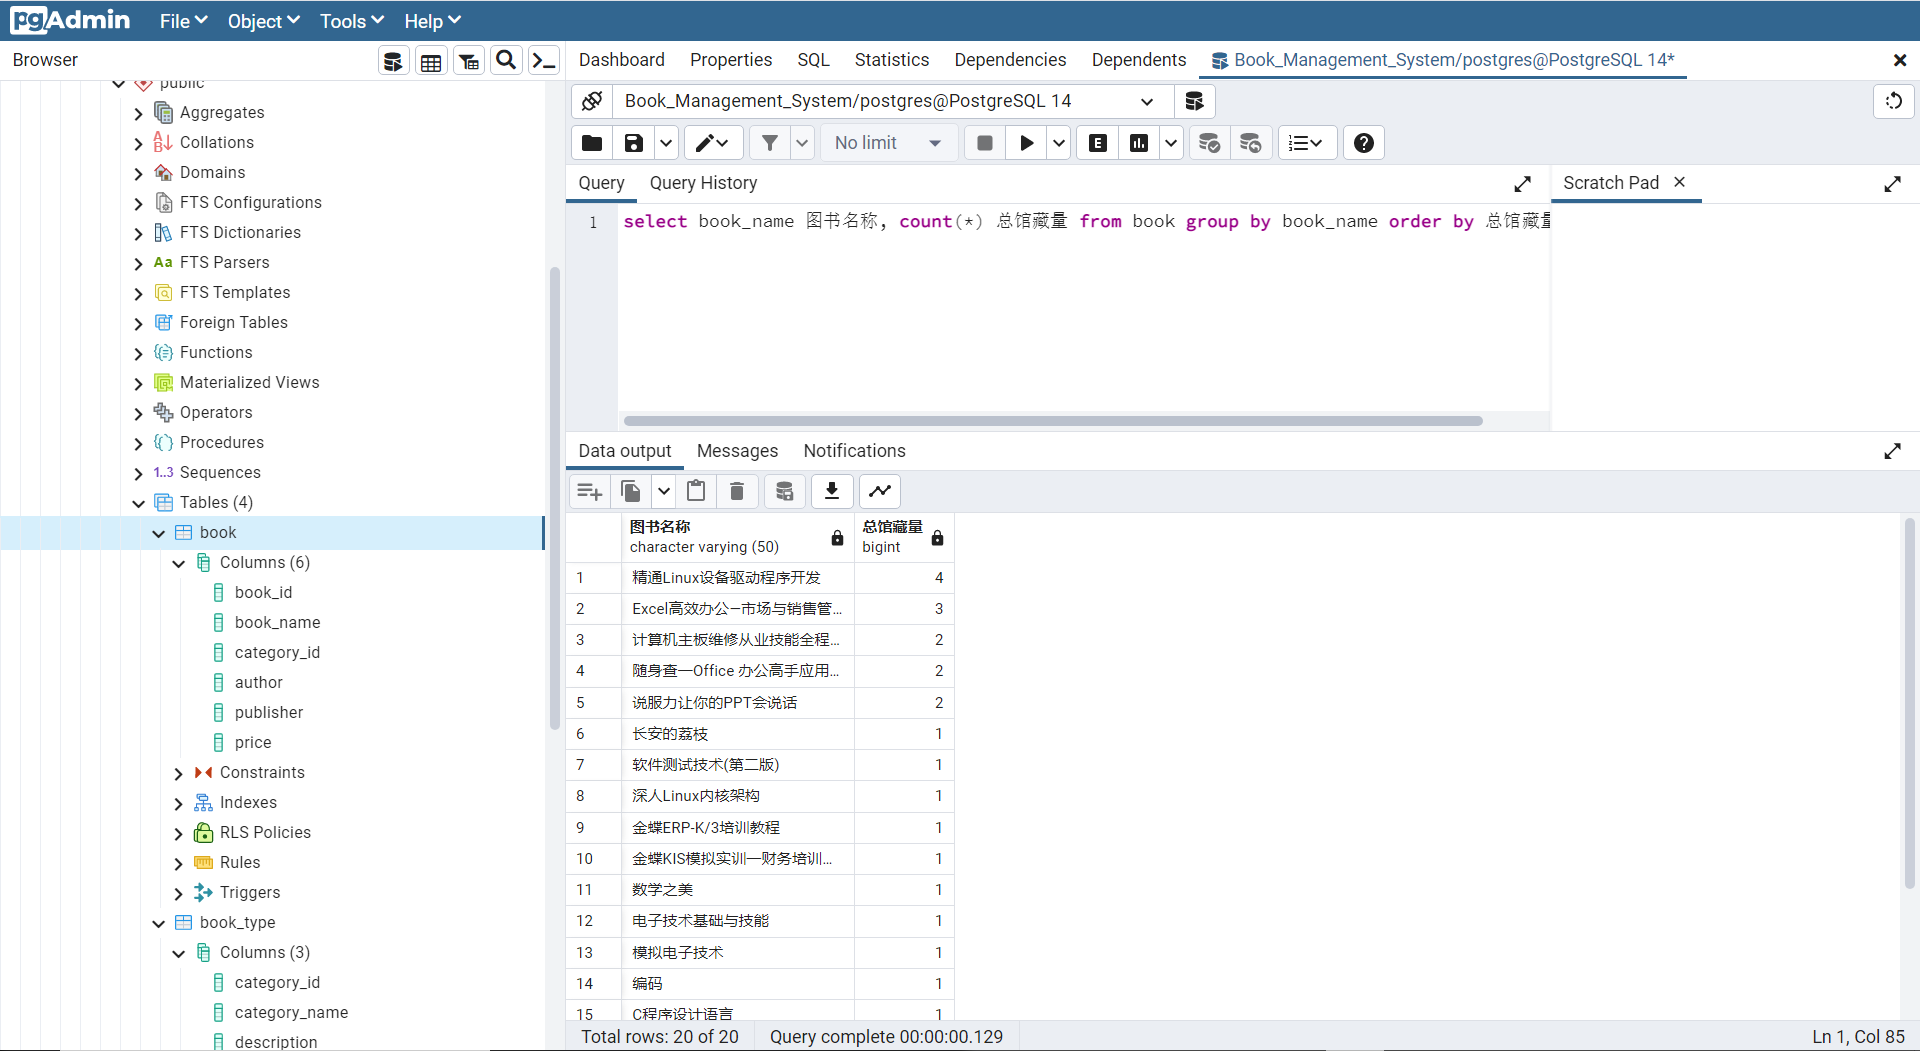 pgAdmin File Object Tools Help
Browser
Dashboard Properties SQL Statistics Dependencies Dependents Book_Management_System/postgres@PostgreSQL 14*
public
Aggregates
Collations
Domains
FTS Configurations
FTS Dictionaries
Aa FTS Parsers
FTS Templates
Foreign Tables
Functions
Materialized Views
Operators
Procedures
1..3 Sequences
Tables (4)
book
Columns (6)
book_id
book_name
category_id
author
publisher
price
Constraints
Indexes
RLS Policies
Rules
Triggers
book_type
Columns (3)
category_id
category_name
description
Book_Management_System/postgres@PostgreSQL 14
No limit
E
Query Query History
Scratch Pad
1 select book_name 图书名称, count(*) 总馆藏量 from book group by book_name order by 总馆藏量
Data output Messages Notifications
图书名称 总馆藏量
character varying (50) bigint
1 精通Linux设备驱动程序开发 4
2 Excel高效办公—市场与销售管... 3
3 计算机主板维修从业技能全程... 2
4 随身查—Office 办公高手应用... 2
5 说服力让你的PPT会说话 2
6 长安的荔枝 1
7 软件测试技术(第二版) 1
8 深人Linux内核架构 1
9 金蝶ERP-K/3培训教程 1
10 金蝶KIS模拟实训—财务培训... 1
11 数学之美 1
12 电子技术基础与技能 1
13 模拟电子技术 1
14 编码 1
15 C程序设计语言 1
Total rows: 20 of 20 Query complete 00:00:00.129 Ln 1, Col 85